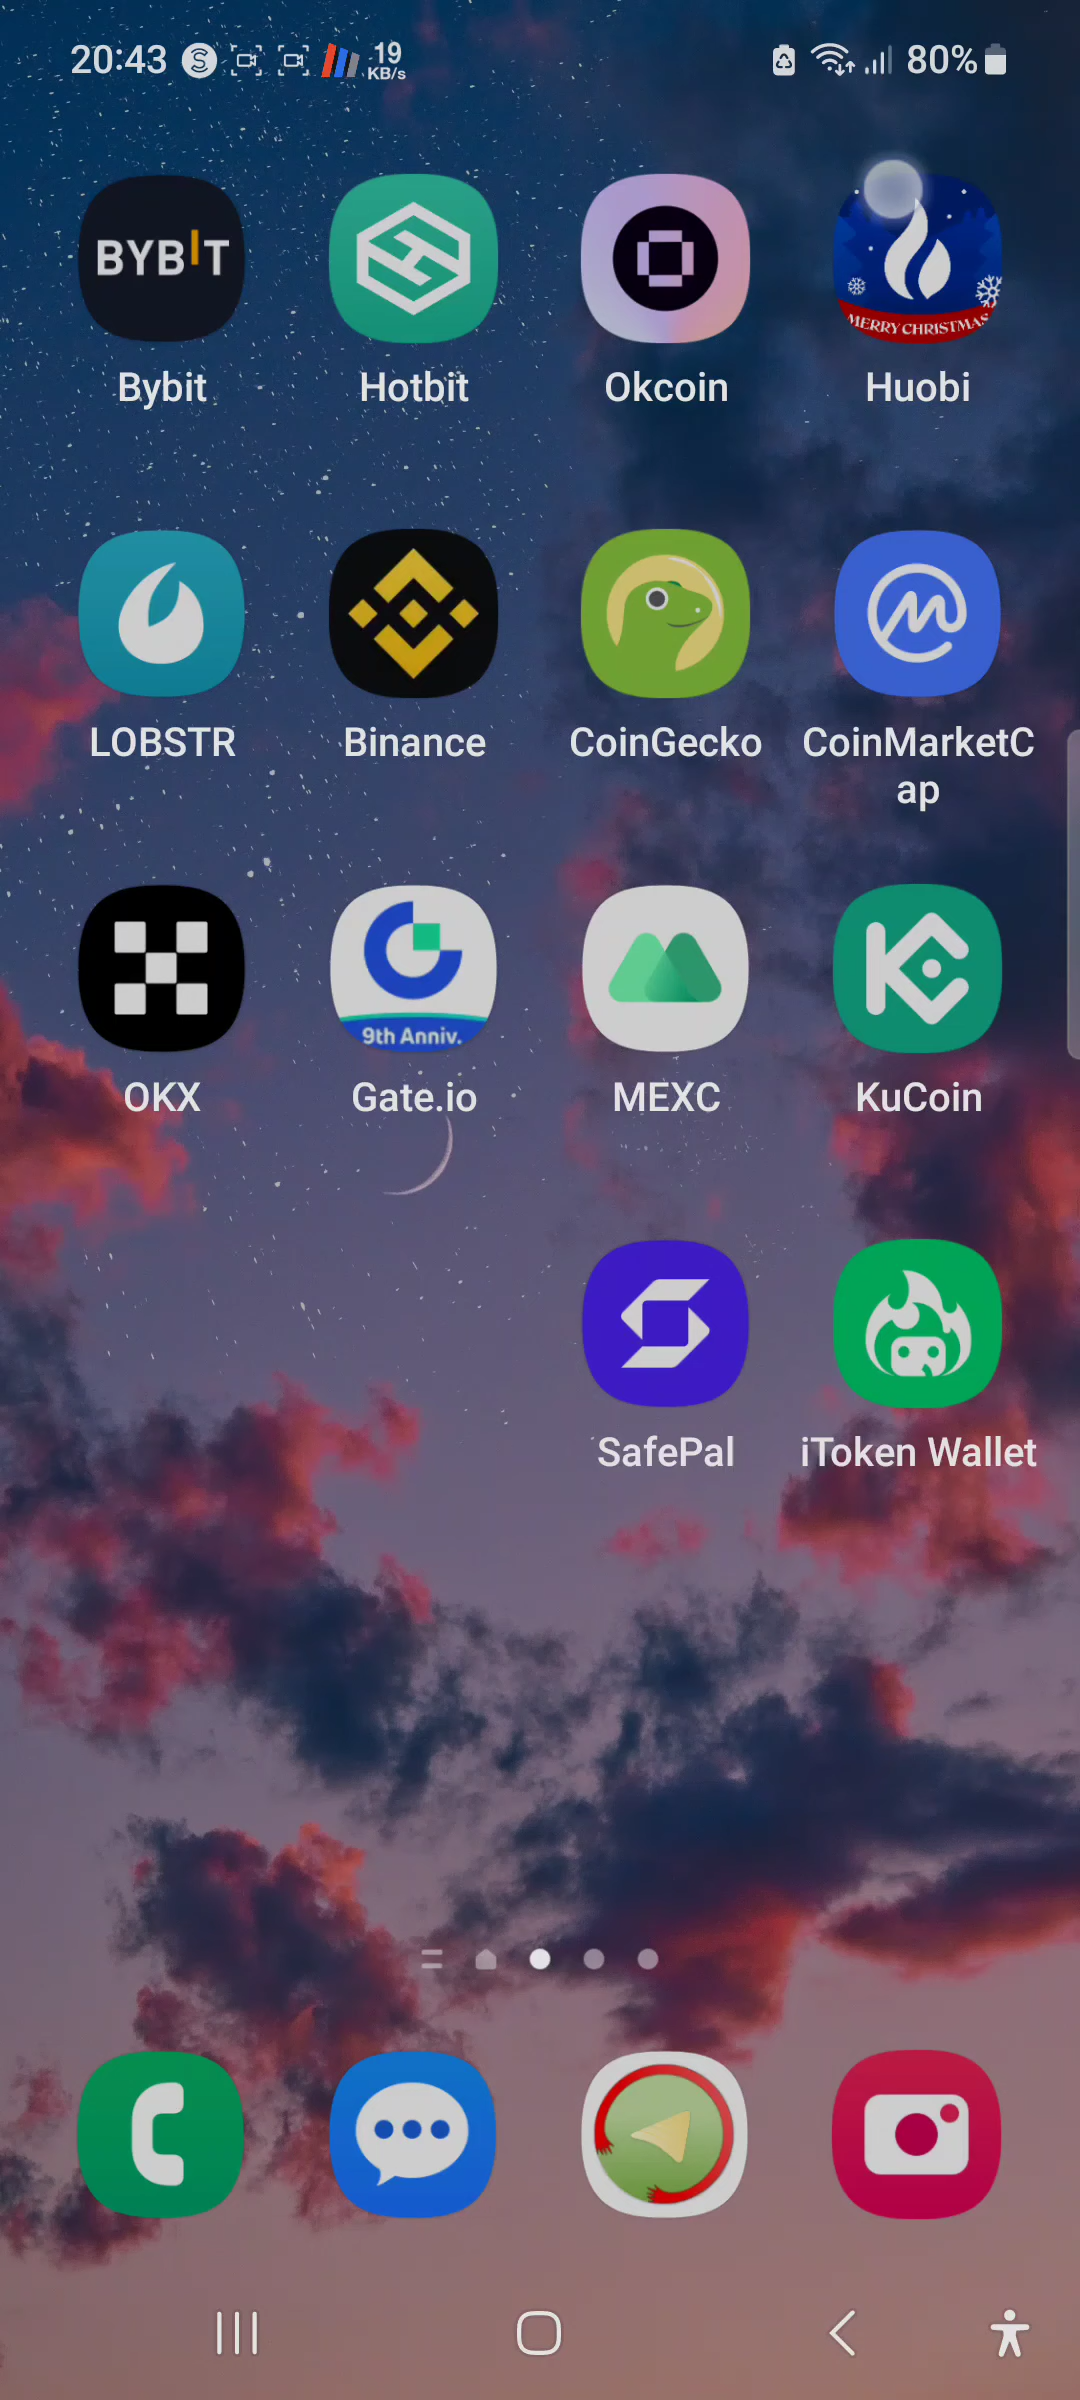 20:43 19 KB/s 80%
BYBIT
MERRY CHRISTMAS
Bybit Hotbit Okcoin Huobi
LOBSTR Binance CoinGecko CoinMarketC
ap
9th Anniv.
OKX Gate.io MEXC KuCoin
SafePal iToken Wallet